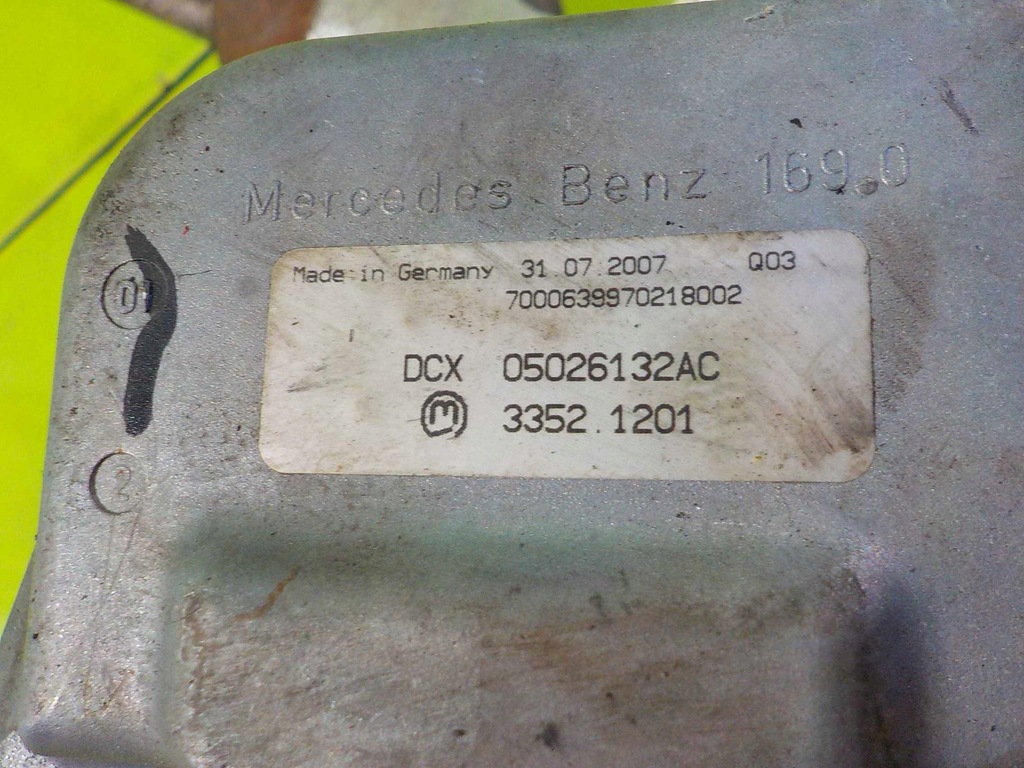 Mercedes Benz 169.0
Made in Germany 31.07.2007 Q03
7000639970218002
01
DCX 05026132AC
M 3352.1201
2